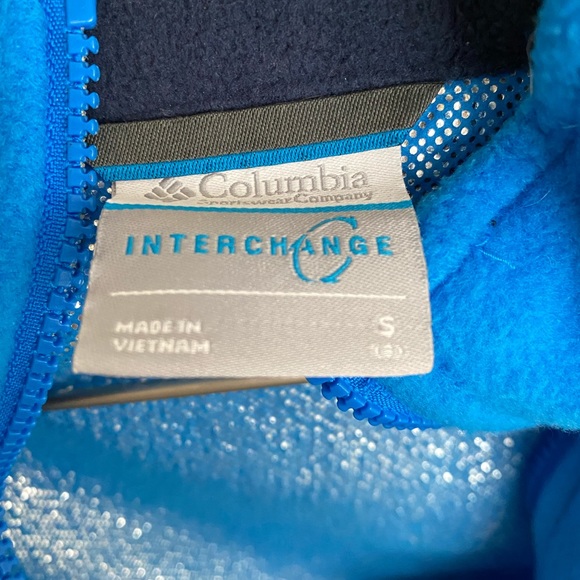 Columbia
Sportswear Company
INTERCHANGE
MADE IN S
VIETNAM